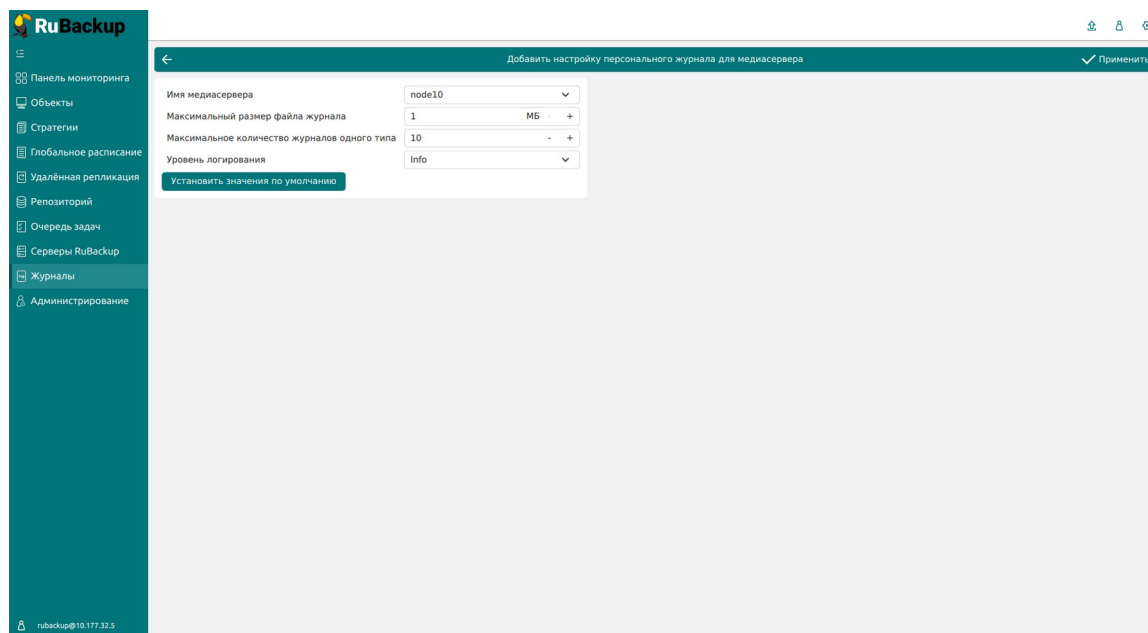 RuBackup
Панель мониторинга
Объекты
Стратегии
Глобальное расписание
Удалённая репликация
Репозиторий
Очередь задач
Серверы RuBackup
Журналы
Администрирование
rubackup@10.177.32.5
Добавить настройку персонального журнала для медиасервера
Применить
Имя медиасервера node10
Максимальный размер файла журнала 1 МБ - +
Максимальное количество журналов одного типа 10 - +
Уровень логирования Info
Установить значения по умолчанию